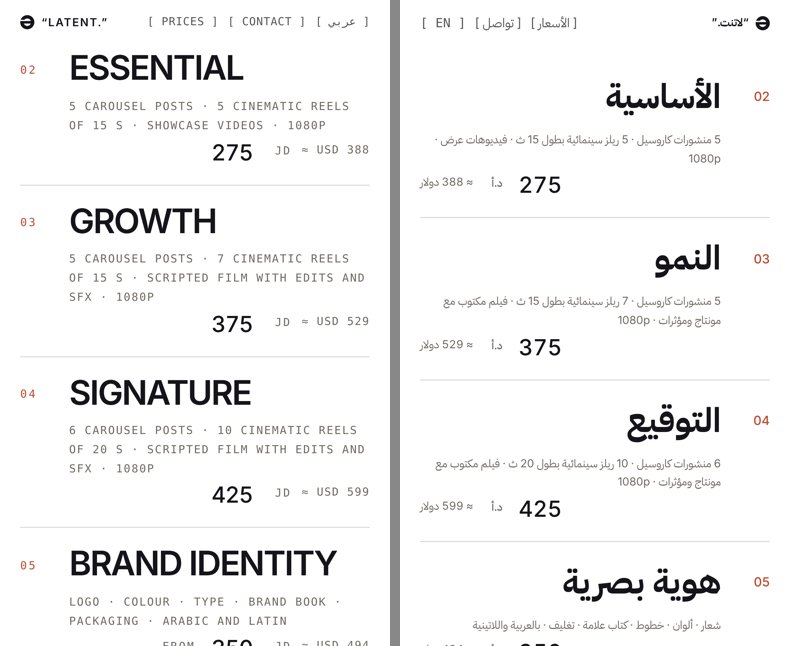 “LATENT.”
[ PRICES ] [ CONTACT ] [ عربي ]
02
ESSENTIAL
5 CAROUSEL POSTS · 5 CINEMATIC REELS
OF 15 S · SHOWCASE VIDEOS · 1080P
275 JD ≈ USD 388
03
GROWTH
5 CAROUSEL POSTS · 7 CINEMATIC REELS
OF 15 S · SCRIPTED FILM WITH EDITS AND
SFX · 1080P
375 JD ≈ USD 529
04
SIGNATURE
6 CAROUSEL POSTS · 10 CINEMATIC REELS
OF 20 S · SCRIPTED FILM WITH EDITS AND
SFX · 1080P
425 JD ≈ USD 599
05
BRAND IDENTITY
LOGO · COLOUR · TYPE · BRAND BOOK ·
PACKAGING · ARABIC AND LATIN
FROM 350 JD ≈ USD 494
“لاتنت.”
[ الأسعار ] [ تواصل ] [ EN ]
02
الأساسية
5 منشورات كاروسيل · 5 ريلز سينمائية بطول 15 ث · فيديوهات عرض ·
1080p
275 د.أ ≈ 388 دولار
03
النمو
5 منشورات كاروسيل · 7 ريلز سينمائية بطول 15 ث · فيلم مكتوب مع
مونتاج ومؤثرات · 1080p
375 د.أ ≈ 529 دولار
04
التوقيع
6 منشورات كاروسيل · 10 ريلز سينمائية بطول 20 ث · فيلم مكتوب مع
مونتاج ومؤثرات · 1080p
425 د.أ ≈ 599 دولار
05
هوية بصرية
شعار · ألوان · خطوط · كتاب علامة · تغليف · بالعربية واللاتينية